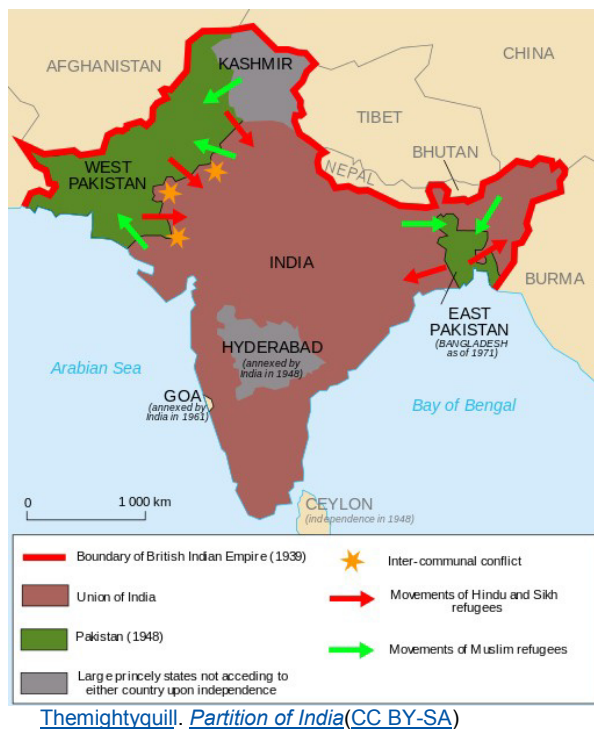 AFGHANISTAN
KASHMIR
CHINA
TIBET
WEST
PAKISTAN
NEPAL
BHUTAN
INDIA
BURMA
EAST
PAKISTAN
(BANGLADESH
as of 1971)
HYDERABAD
(annexed by
India in 1948)
Arabian Sea
GOA
(annexed by
India in 1961)
Bay of Bengal
0
1 000 km
CEYLON
(independence in 1948)
Boundary of British Indian Empire (1939)
Union of India
Pakistan (1948)
Large princely states not acceding to
either country upon independence
Inter-communal conflict
Movements of Hindu and Sikh
refugees
Movements of Muslim refugees
Themightyquill. Partition of India(CC BY-SA)